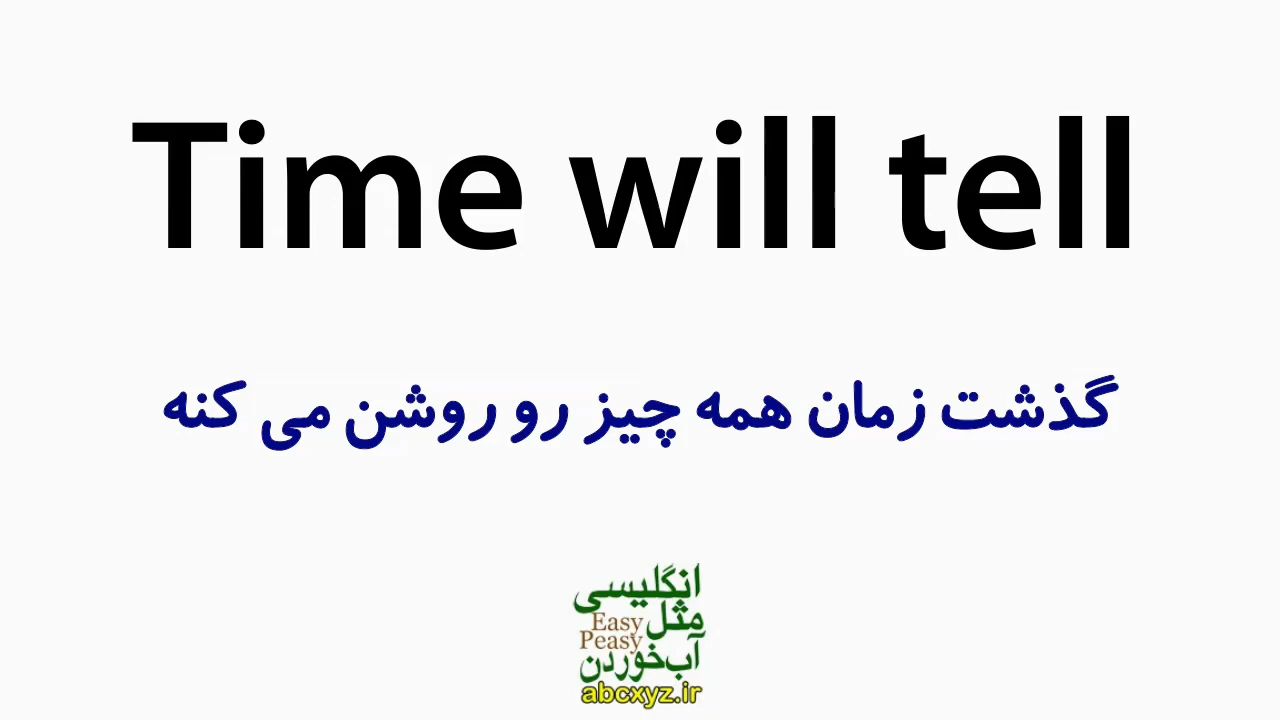 Time will tell
گذشت زمان همه چیز رو روشن می کنه
انگلیسی
مثل Easy
Peasy
آب‌خوردن
abcxyz.ir